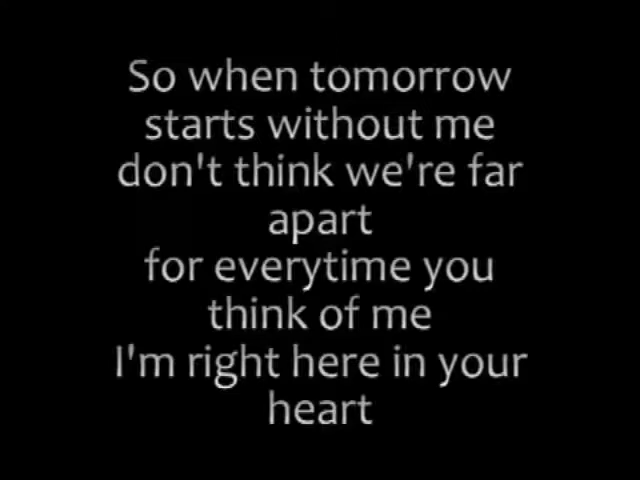 So when tomorrow
starts without me
don't think we're far
apart
for everytime you
think of me
I'm right here in your
heart